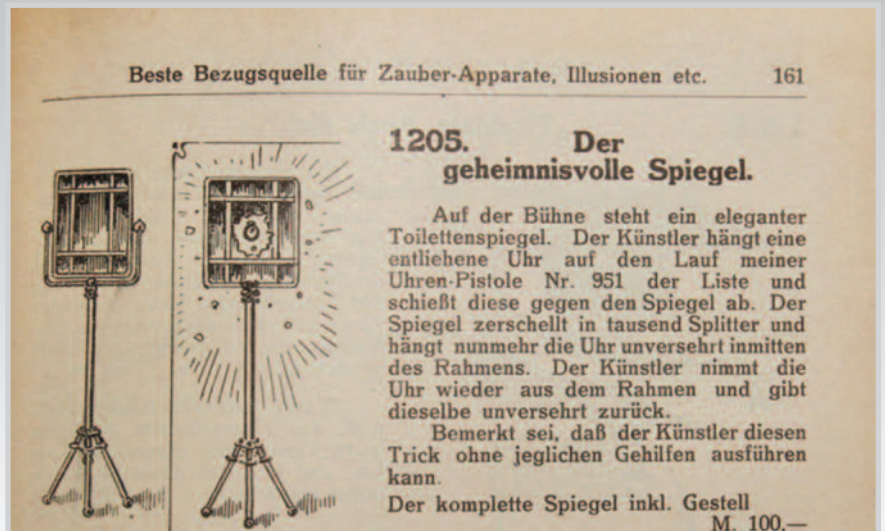 Beste Bezugsquelle für Zauber-Apparate, Illusionen etc. 161
1205. Der
geheimnisvolle Spiegel.
Auf der Bühne steht ein eleganter
Toilettenspiegel. Der Künstler hängt eine
entliehene Uhr auf den Lauf meiner
Uhren-Pistole Nr. 951 der Liste und
schießt diese gegen den Spiegel ab. Der
Spiegel zerschellt in tausend Splitter und
hängt nunmehr die Uhr unversehrt inmitten
des Rahmens. Der Künstler nimmt die
Uhr wieder aus dem Rahmen und gibt
dieselbe unversehrt zurück.
Bemerkt sei, daß der Künstler diesen
Trick ohne jeglichen Gehilfen ausführen
kann.
Der komplette Spiegel inkl. Gestell
M. 100.—